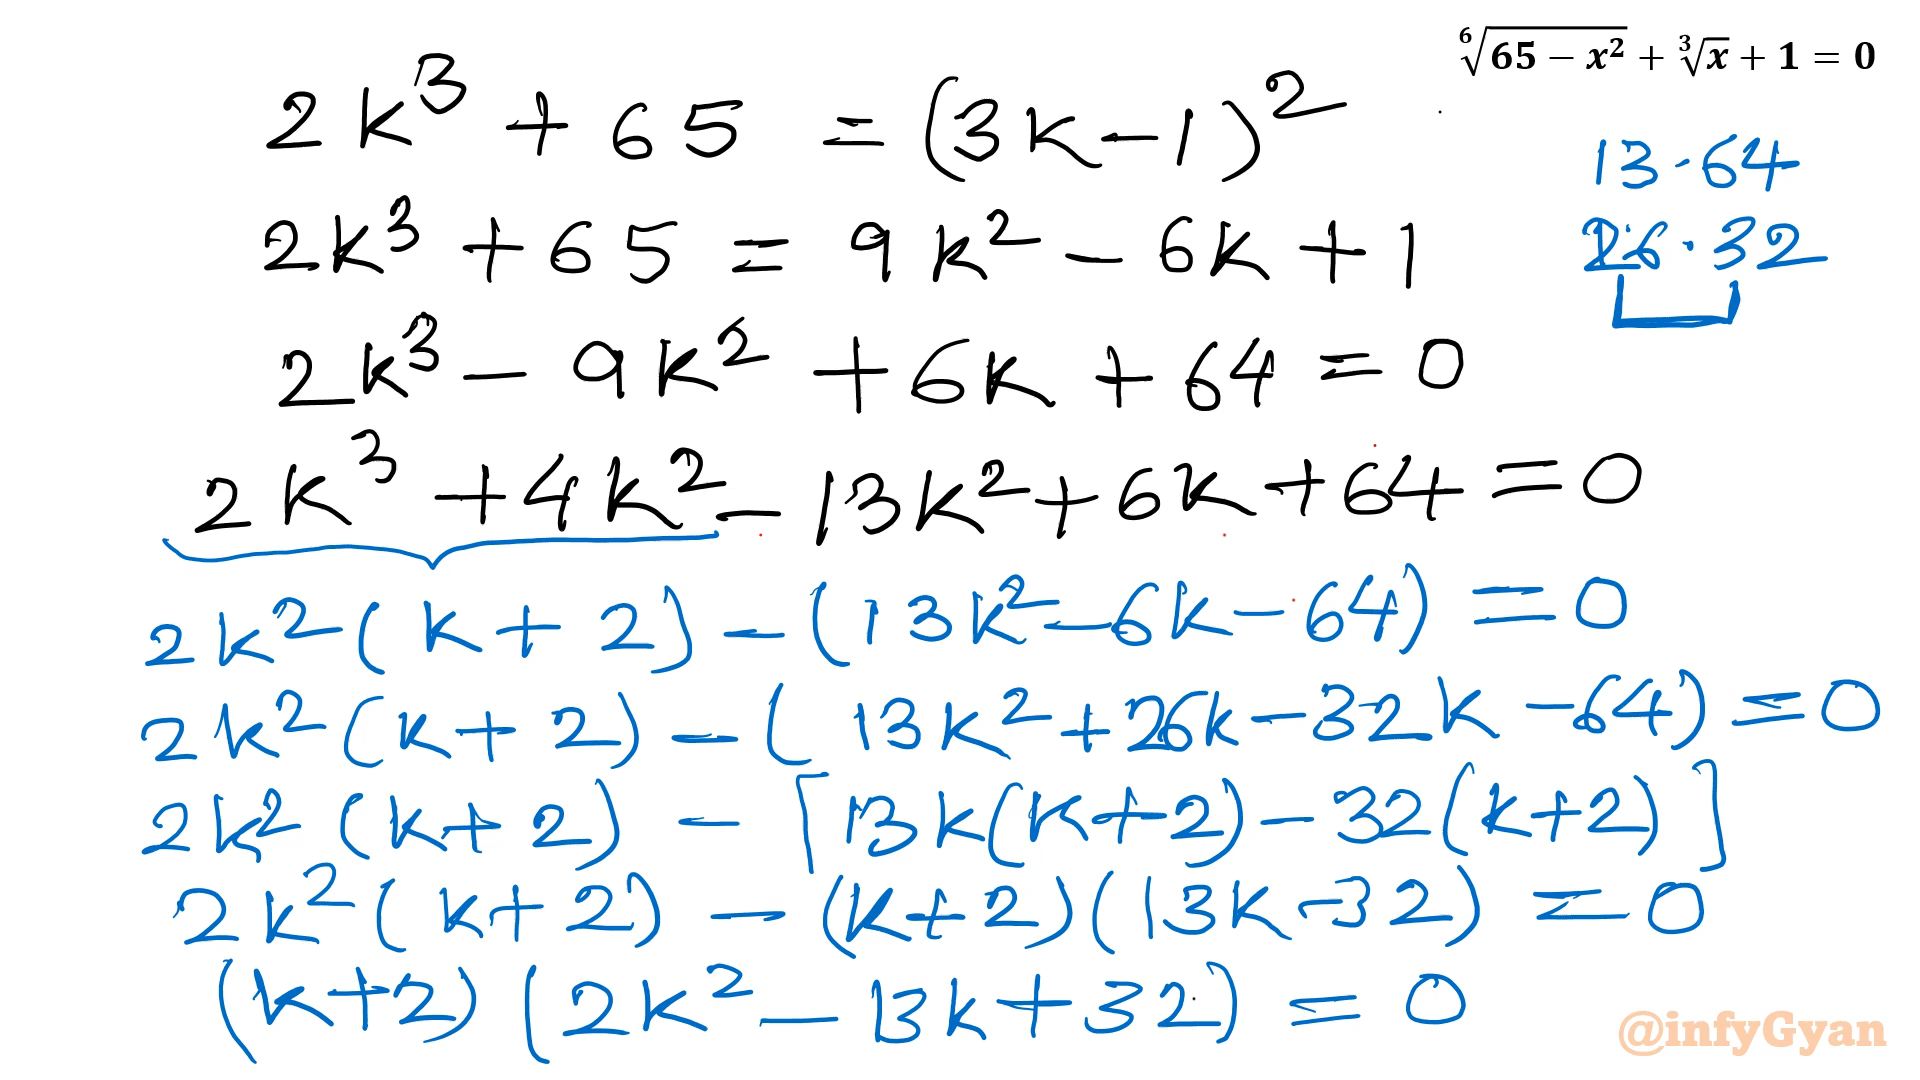 ⁶√(65 − x²) + ³√x + 1 = 0
2k³ + 65 = (3k − 1)²
13·64
2k³ + 65 = 9k² − 6k + 1
26·32
2k³ − 9k² + 6k + 64 = 0
2k³ + 4k² − 13k² + 6k + 64 = 0
2k²(k + 2) − (13k² − 6k − 64) = 0
2k²(k + 2) − (13k² + 26k − 32k − 64) = 0
2k²(k + 2) − [13k(k + 2) − 32(k + 2)]
2k²(k + 2) − (k + 2)(13k − 32) = 0
(k + 2)(2k² − 13k + 32) = 0
@infyGyan